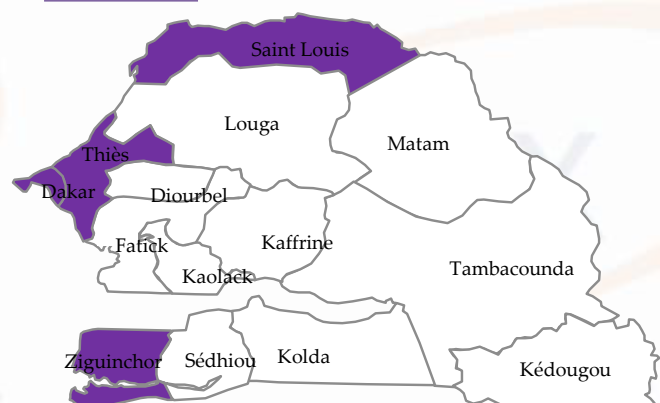 Saint Louis
Louga
Matam
Thiès
Dakar
Diourbel
Fatick
Kaffrine
Kaolack
Tambacounda
Ziguinchor
Sédhiou
Kolda
Kédougou